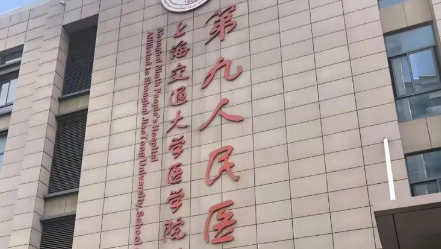 第九人民医
上海交通大学医学院
Shanghai Ninth People's Hospital
Affiliated to Shanghai JiaoTong University School